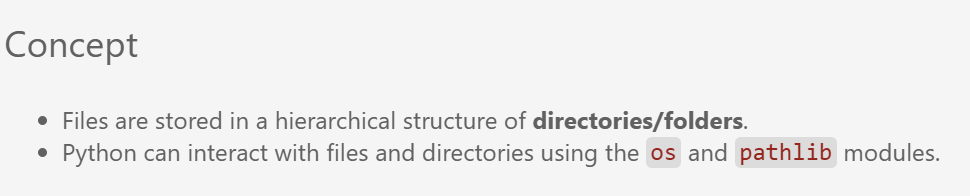 Concept
Files are stored in a hierarchical structure of directories/folders.
Python can interact with files and directories using the os and pathlib modules.